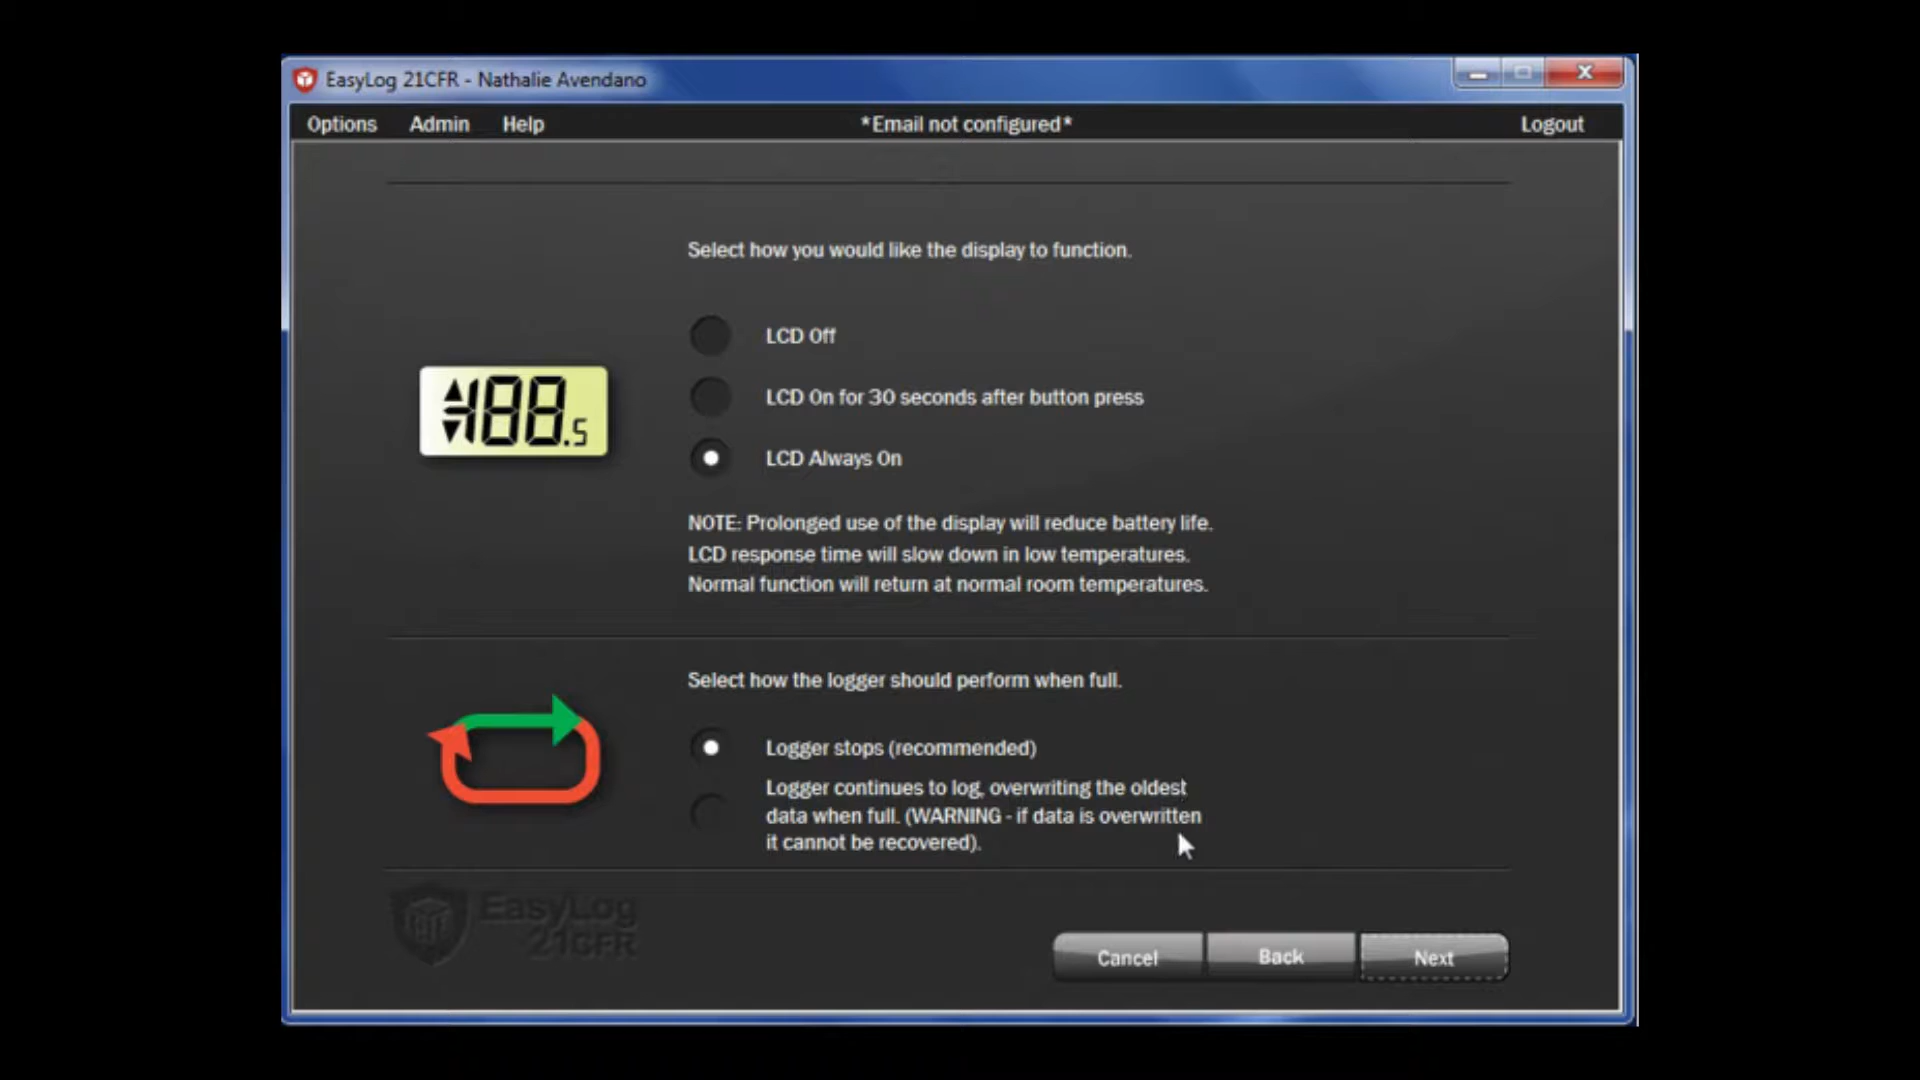 EasyLog 21CFR - Nathalie Avendano
Options Admin Help *Email not configured* Logout
Select how you would like the display to function.
LCD Off
LCD On for 30 seconds after button press
188.5
LCD Always On
NOTE: Prolonged use of the display will reduce battery life.
LCD response time will slow down in low temperatures.
Normal function will return at normal room temperatures.
Select how the logger should perform when full.
Logger stops (recommended)
Logger continues to log, overwriting the oldest
data when full. (WARNING - if data is overwritten
it cannot be recovered).
EasyLog
21CFR
Cancel Back Next